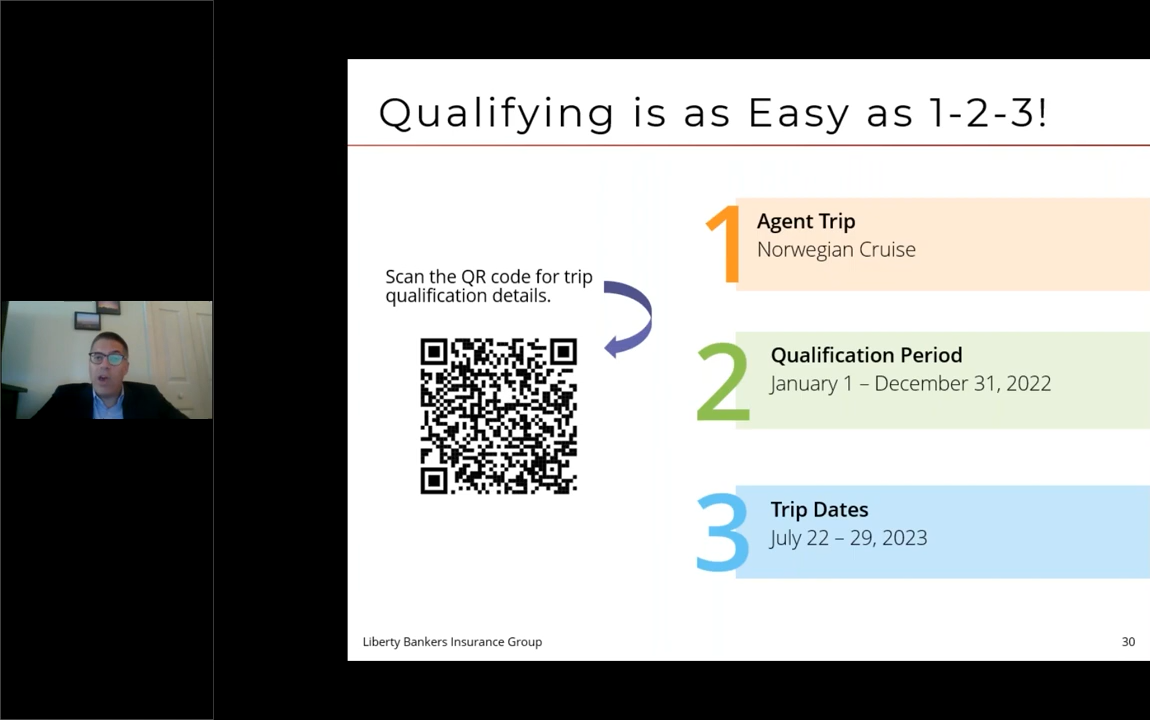 Qualifying is as Easy as 1-2-3!
Scan the QR code for trip
qualification details.
1
Agent Trip
Norwegian Cruise
2
Qualification Period
January 1 – December 31, 2022
3
Trip Dates
July 22 – 29, 2023
Liberty Bankers Insurance Group
30